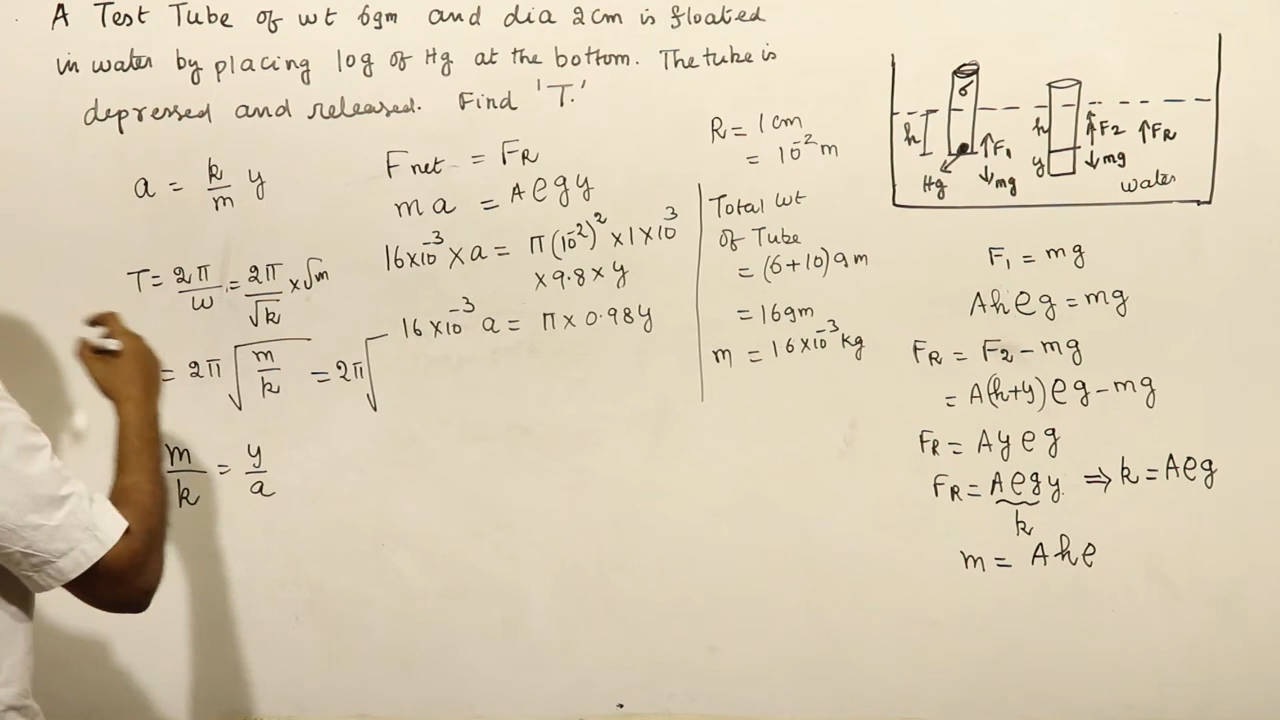 A Test Tube of wt 6gm and dia 2cm is floated
in water by placing 10g of Hg at the bottom. The tube is
depressed and released. Find 'T.'
a = k/m y
T = 2π/ω = 2π/√k × √m
= 2π √(m/k) = 2π √
m/k = y/a
Fnet = FR
ma = Aρgy
16×10⁻³ × a = π(10⁻²)² × 1×10³
× 9.8 × y
16×10⁻³ a = π × 0.98y
R = 1cm
= 10⁻² m
Total wt
of Tube
= (6+10) gm
= 16gm
m = 16×10⁻³ kg
σ
h
Hg
F₁
mg
h
y
F2
mg
FR
water
F₁ = mg
Ahρg = mg
FR = F₂ - mg
= A(h+y)ρg - mg
FR = Ayρg
FR = Aρgy ⇒ k = Aρg
k
m = Ahρ